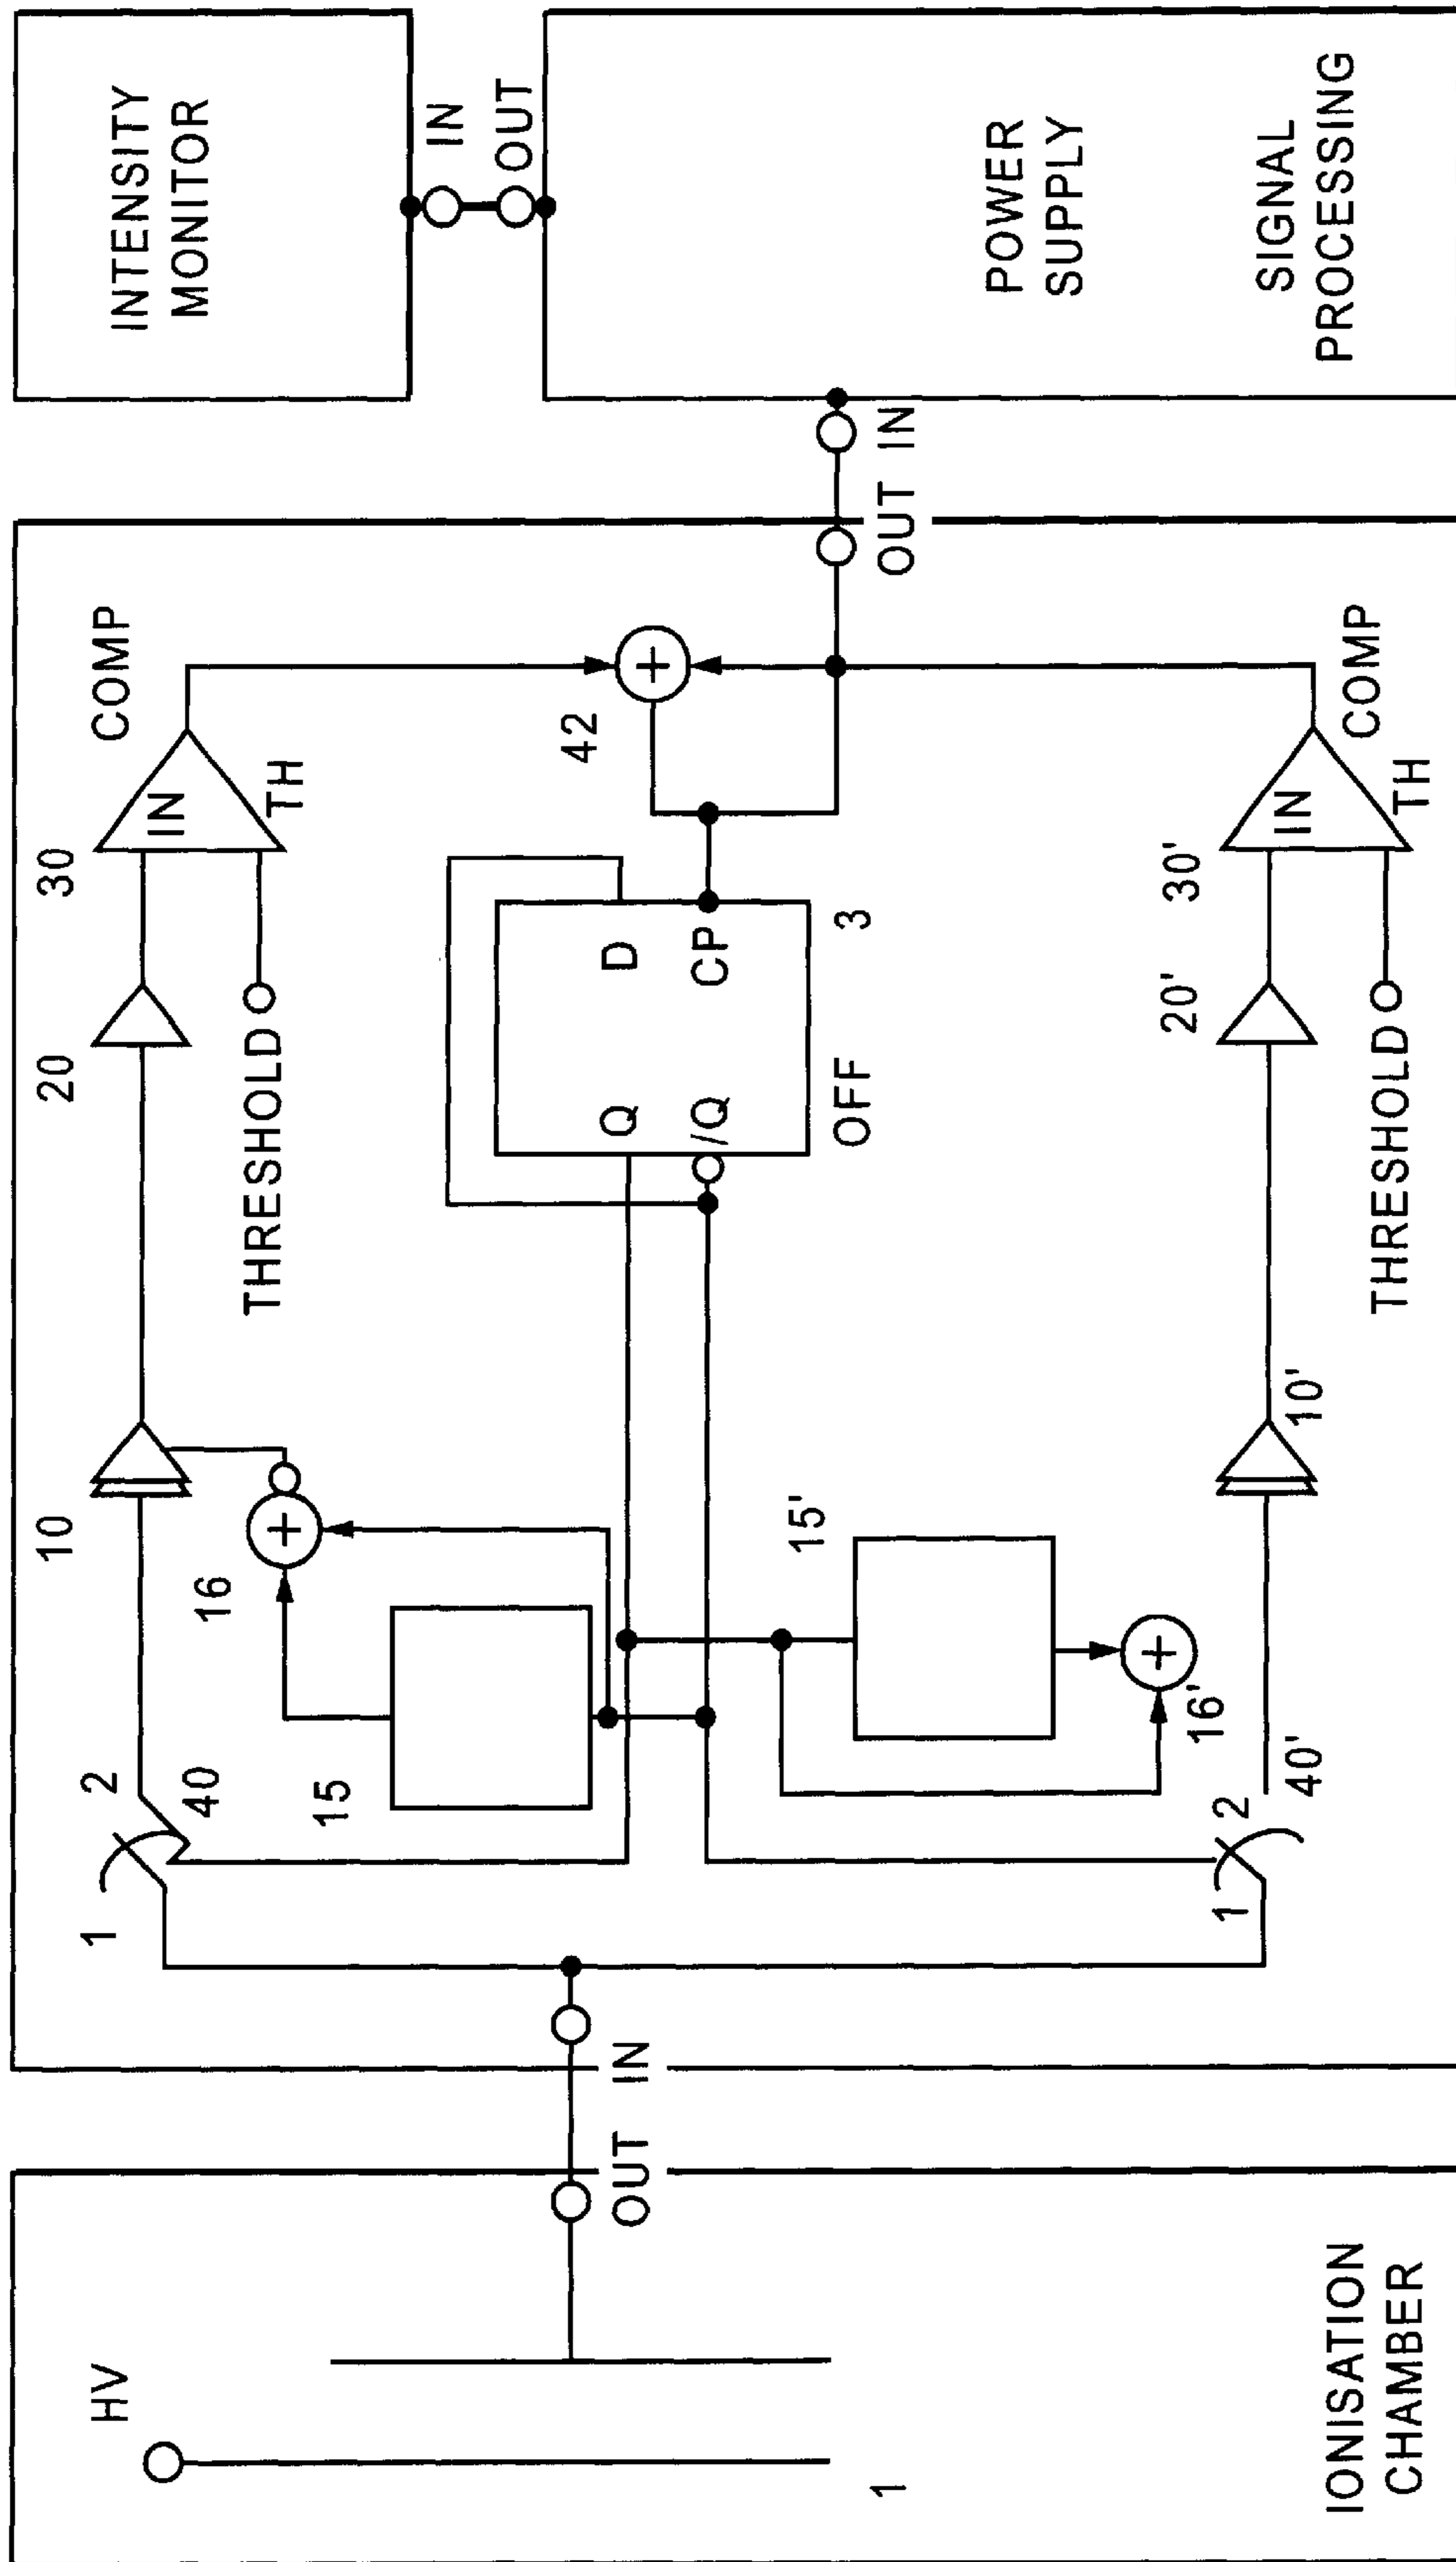 HV
1
IONISATION
CHAMBER
OUT
IN
1
2
40
10
20
30
IN
TH
COMP
THRESHOLD
16
15
Q
D
/Q
CP
OFF
3
42
15'
16'
1
2
40'
10'
20'
30'
IN
TH
COMP
THRESHOLD
OUT
IN
INTENSITY
MONITOR
IN
OUT
POWER
SUPPLY
SIGNAL
PROCESSING